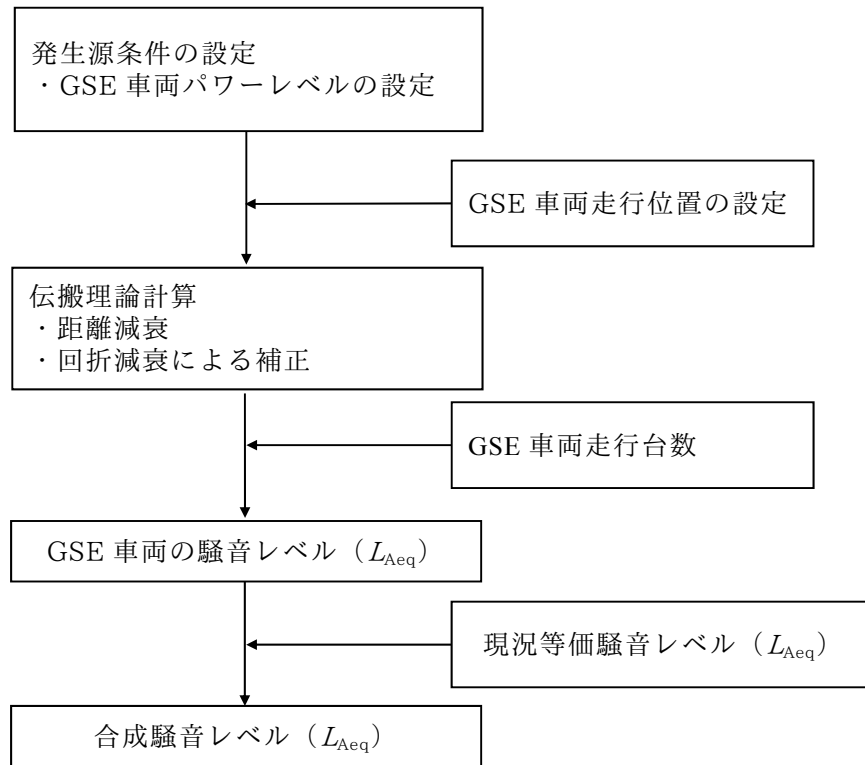 発生源条件の設定
・GSE 車両パワーレベルの設定
GSE 車両走行位置の設定
伝搬理論計算
・距離減衰
・回折減衰による補正
GSE 車両走行台数
GSE 車両の騒音レベル（LAeq）
現況等価騒音レベル（LAeq）
合成騒音レベル（LAeq）